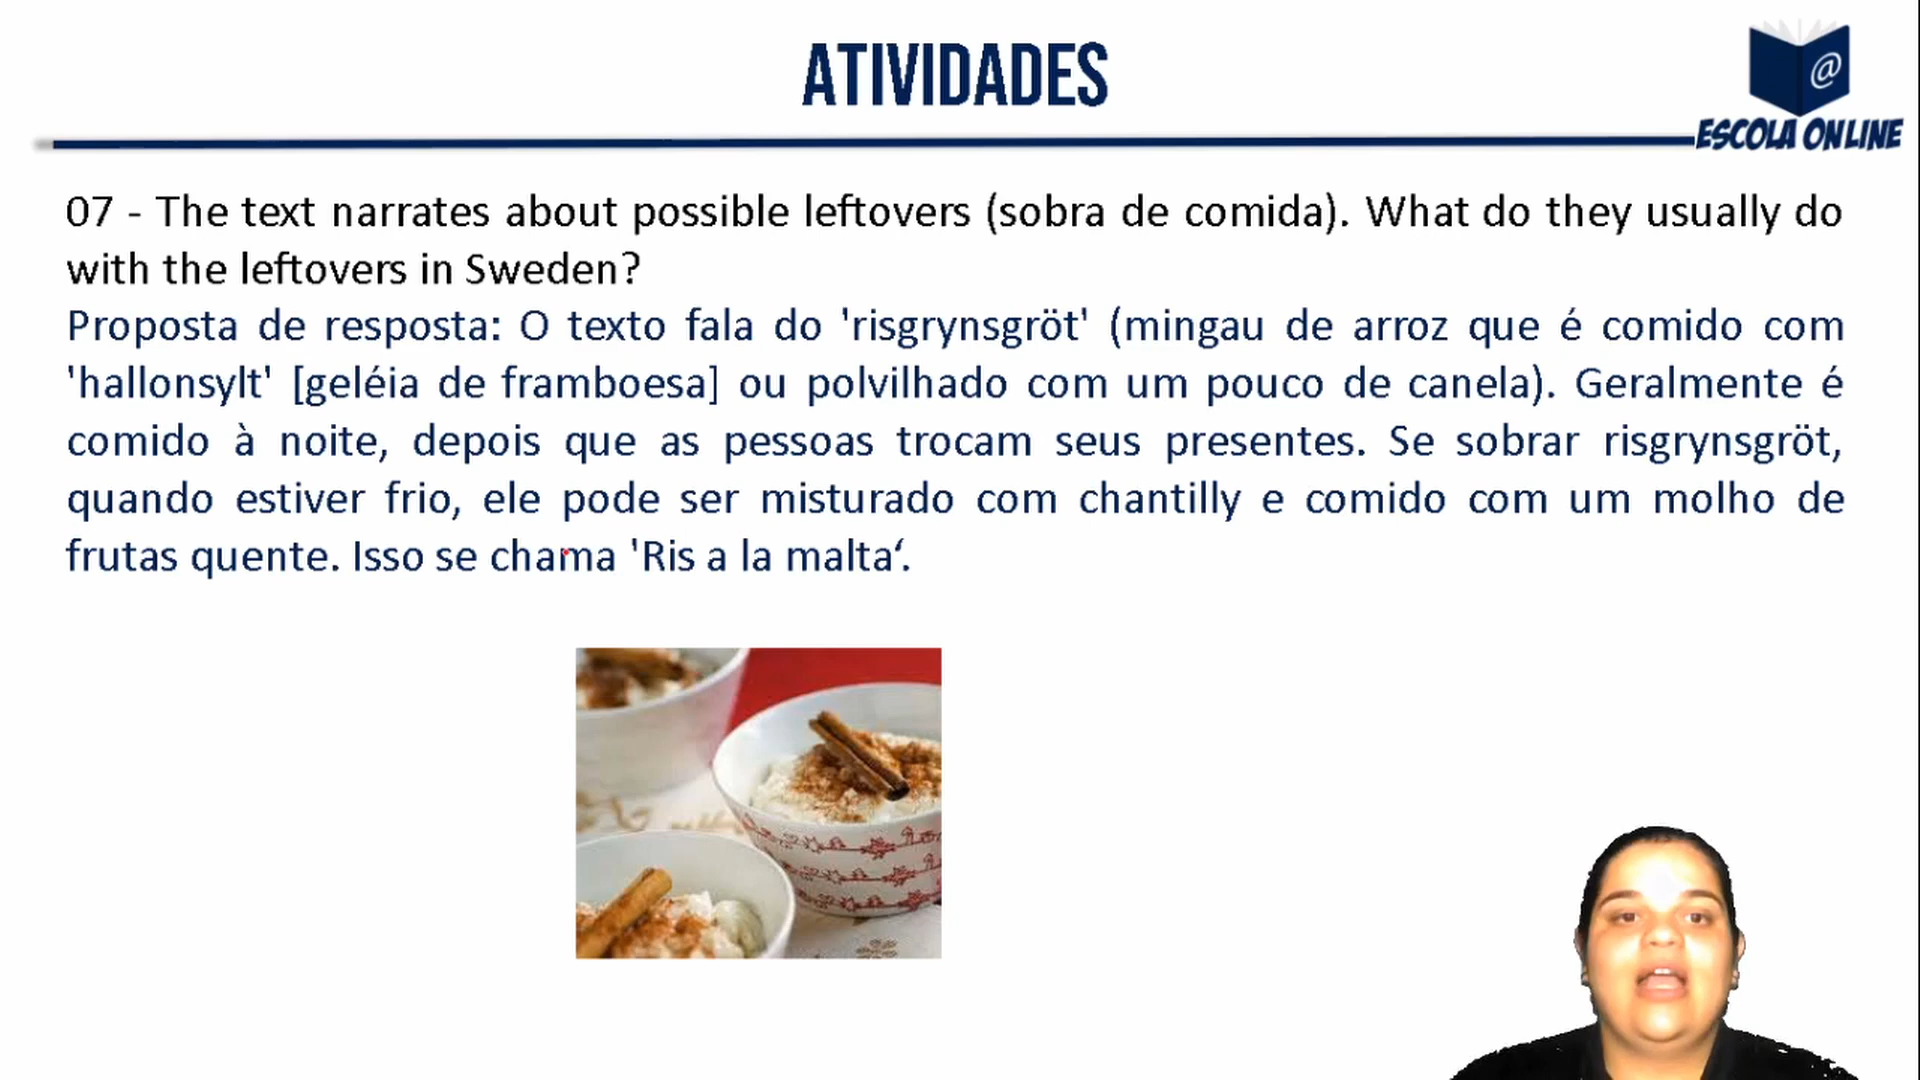 ATIVIDADES
@
ESCOLA ONLINE
07 - The text narrates about possible leftovers (sobra de comida). What do they usually do
with the leftovers in Sweden?
Proposta de resposta: O texto fala do 'risgrynsgröt' (mingau de arroz que é comido com
'hallonsylt' [geléia de framboesa] ou polvilhado com um pouco de canela). Geralmente é
comido à noite, depois que as pessoas trocam seus presentes. Se sobrar risgrynsgröt,
quando estiver frio, ele pode ser misturado com chantilly e comido com um molho de
frutas quente. Isso se chama 'Ris a la malta‘.